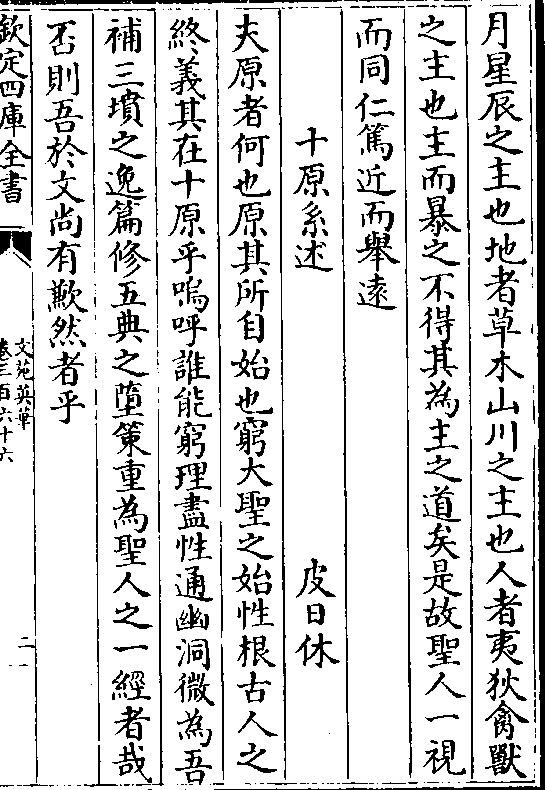 月星辰之主也地者草木山川之主也人者夷狄禽獸
之主也主而暴之不得其為主之道矣是故聖人一視
而同仁篤近而舉遠
十原系述 皮日休
夫原者何也原其所自始也窮大聖之始性根古人之
終義其在十原乎嗚呼誰能窮理盡性通幽洞微為吾
補三墳之逸篇修五典之墮策重為聖人之一經者哉
否則吾於文尚有歉然者乎
欽定四庫全書
文苑英華
卷三百六十六
二